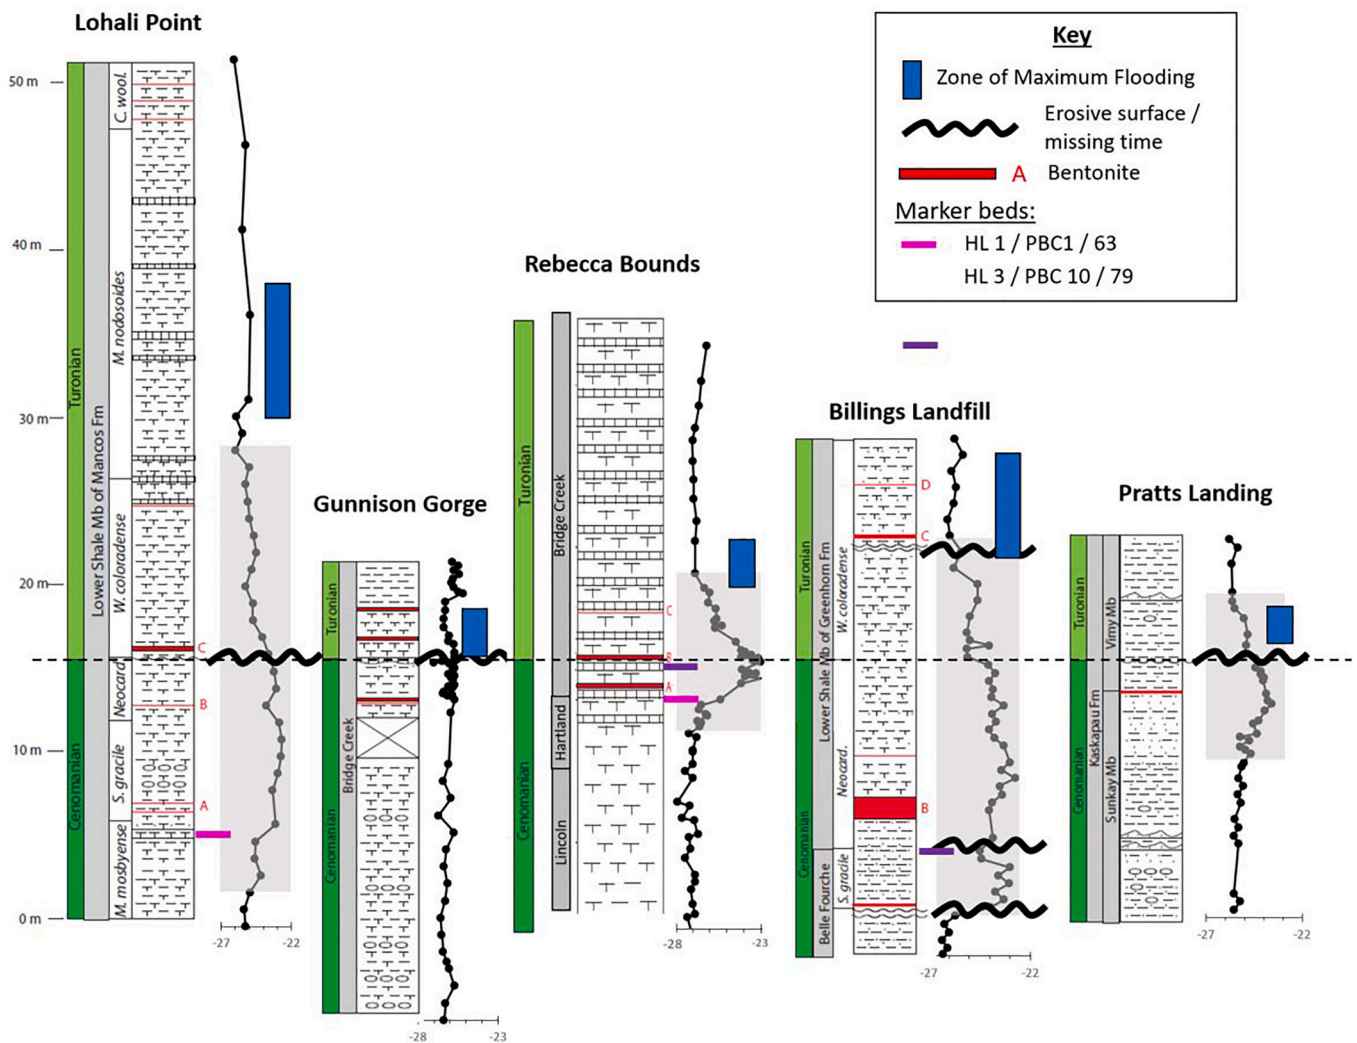 Lohali Point
50 m
40 m
30 m
20 m
10 m
0 m
Turonian
Cenomanian
Lower Shale Mb of Mancos Fm
C. wool.
M. nodosoides
W. coloradense
Neocard.
S. gracile
M. mosbyense
C
B
A
-27
-22
Gunnison Gorge
Turonian
Cenomanian
Bridge Creek
-28
-23
Rebecca Bounds
Turonian
Cenomanian
Bridge Creek
Hartland
Lincoln
C
B
A
-28
-23
Key
Zone of Maximum Flooding
Erosive surface /
missing time
A Bentonite
Marker beds:
HL 1 / PBC1 / 63
HL 3 / PBC 10 / 79
Billings Landfill
Turonian
Cenomanian
Lower Shale Mb of Greenhorn Fm
Belle Fourche
W. coloradense
Neocard.
S. gracile
D
C
B
-27
-22
Pratts Landing
Turonian
Cenomanian
Kaskapau Fm
Vimy Mb
Sunkay Mb
-27
-22